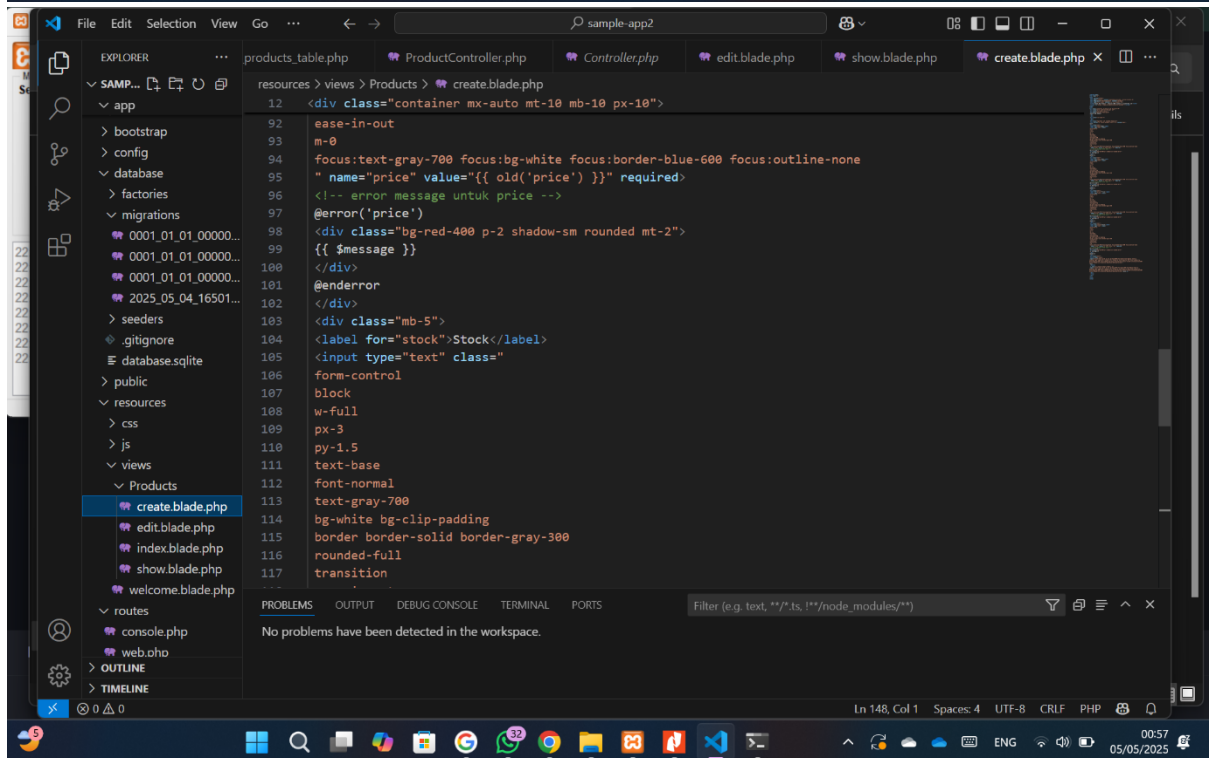 File Edit Selection View Go ··· sample-app2
EXPLORER ···
products_table.php ProductController.php Controller.php edit.blade.php show.blade.php create.blade.php
SAMP...
resources > views > Products > create.blade.php
app
bootstrap
config
database
factories
migrations
0001_01_01_00000...
0001_01_01_00000...
0001_01_01_00000...
2025_05_04_16501...
seeders
.gitignore
database.sqlite
public
resources
css
js
views
Products
create.blade.php
edit.blade.php
index.blade.php
show.blade.php
welcome.blade.php
routes
console.php
web.php
OUTLINE
TIMELINE
12 <div class="container mx-auto mt-10 mb-10 px-10">
92 ease-in-out
93 m-0
94 focus:text-gray-700 focus:bg-white focus:border-blue-600 focus:outline-none
95 " name="price" value="{{ old('price') }}" required>
96 <!-- error message untuk price -->
97 @error('price')
98 <div class="bg-red-400 p-2 shadow-sm rounded mt-2">
99 {{ $message }}
100 </div>
101 @enderror
102 </div>
103 <div class="mb-5">
104 <label for="stock">Stock</label>
105 <input type="text" class="
106 form-control
107 block
108 w-full
109 px-3
110 py-1.5
111 text-base
112 font-normal
113 text-gray-700
114 bg-white bg-clip-padding
115 border border-solid border-gray-300
116 rounded-full
117 transition
PROBLEMS OUTPUT DEBUG CONSOLE TERMINAL PORTS Filter (e.g. text, **/*.ts, !**/node_modules/**)
No problems have been detected in the workspace.
0 0 Ln 148, Col 1 Spaces: 4 UTF-8 CRLF PHP
5 32 ENG 00:57
05/05/2025